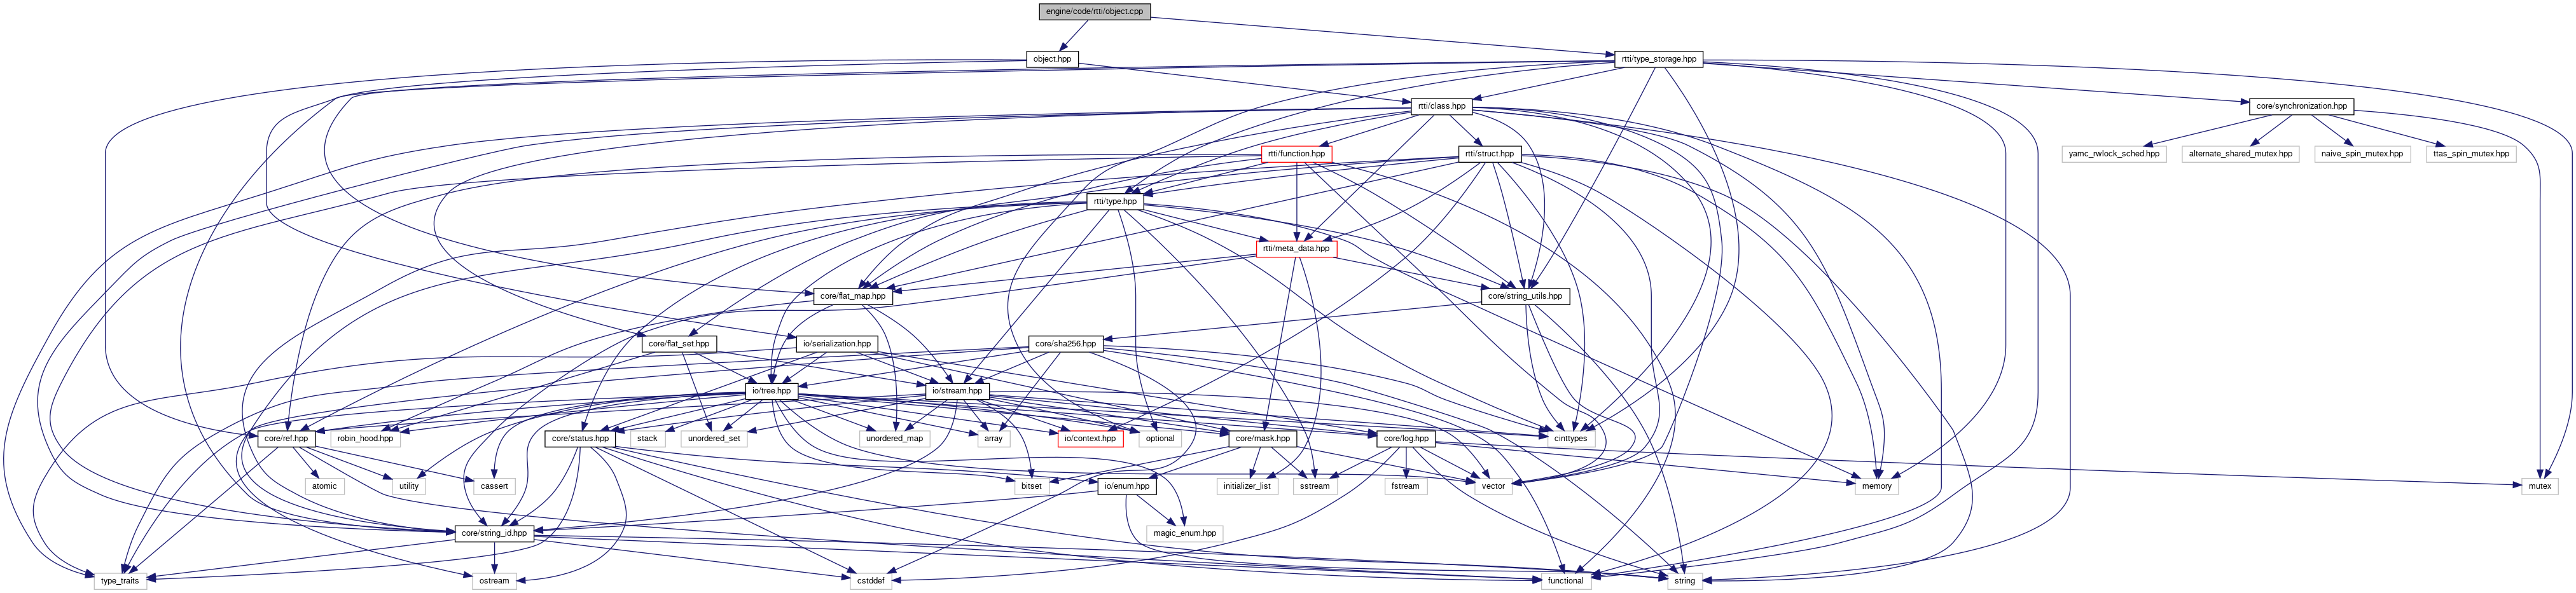 engine/code/rtti/object.cpp
object.hpp
rtti/type_storage.hpp
rtti/class.hpp
core/synchronization.hpp
rtti/function.hpp
rtti/struct.hpp
yamc_rwlock_sched.hpp
alternate_shared_mutex.hpp
naive_spin_mutex.hpp
ttas_spin_mutex.hpp
rtti/type.hpp
rtti/meta_data.hpp
core/flat_map.hpp
core/string_utils.hpp
core/flat_set.hpp
io/serialization.hpp
core/sha256.hpp
io/tree.hpp
io/stream.hpp
core/ref.hpp
robin_hood.hpp
core/status.hpp
stack
unordered_set
unordered_map
array
io/context.hpp
optional
core/mask.hpp
core/log.hpp
cinttypes
atomic
utility
cassert
bitset
io/enum.hpp
initializer_list
sstream
fstream
vector
memory
mutex
core/string_id.hpp
magic_enum.hpp
type_traits
ostream
cstddef
functional
string